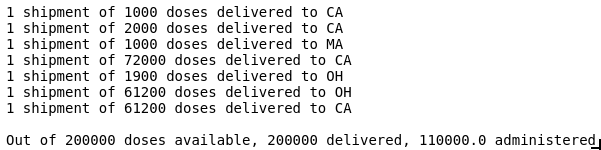 1 shipment of 1000 doses delivered to CA
1 shipment of 2000 doses delivered to CA
1 shipment of 1000 doses delivered to MA
1 shipment of 72000 doses delivered to CA
1 shipment of 1900 doses delivered to OH
1 shipment of 61200 doses delivered to OH
1 shipment of 61200 doses delivered to CA
Out of 200000 doses available, 200000 delivered, 110000.0 administered